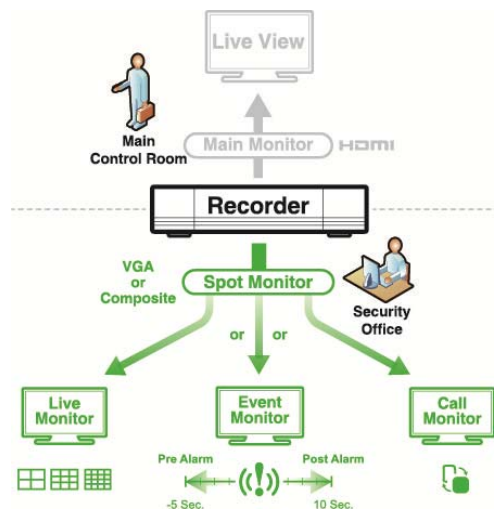 Live View
Main
Control Room
Main Monitor
HDMI
Recorder
VGA
or
Composite
Spot Monitor
Security
Office
or
or
Live
Monitor
Event
Monitor
Call
Monitor
Pre Alarm
Post Alarm
-5 Sec.
10 Sec.